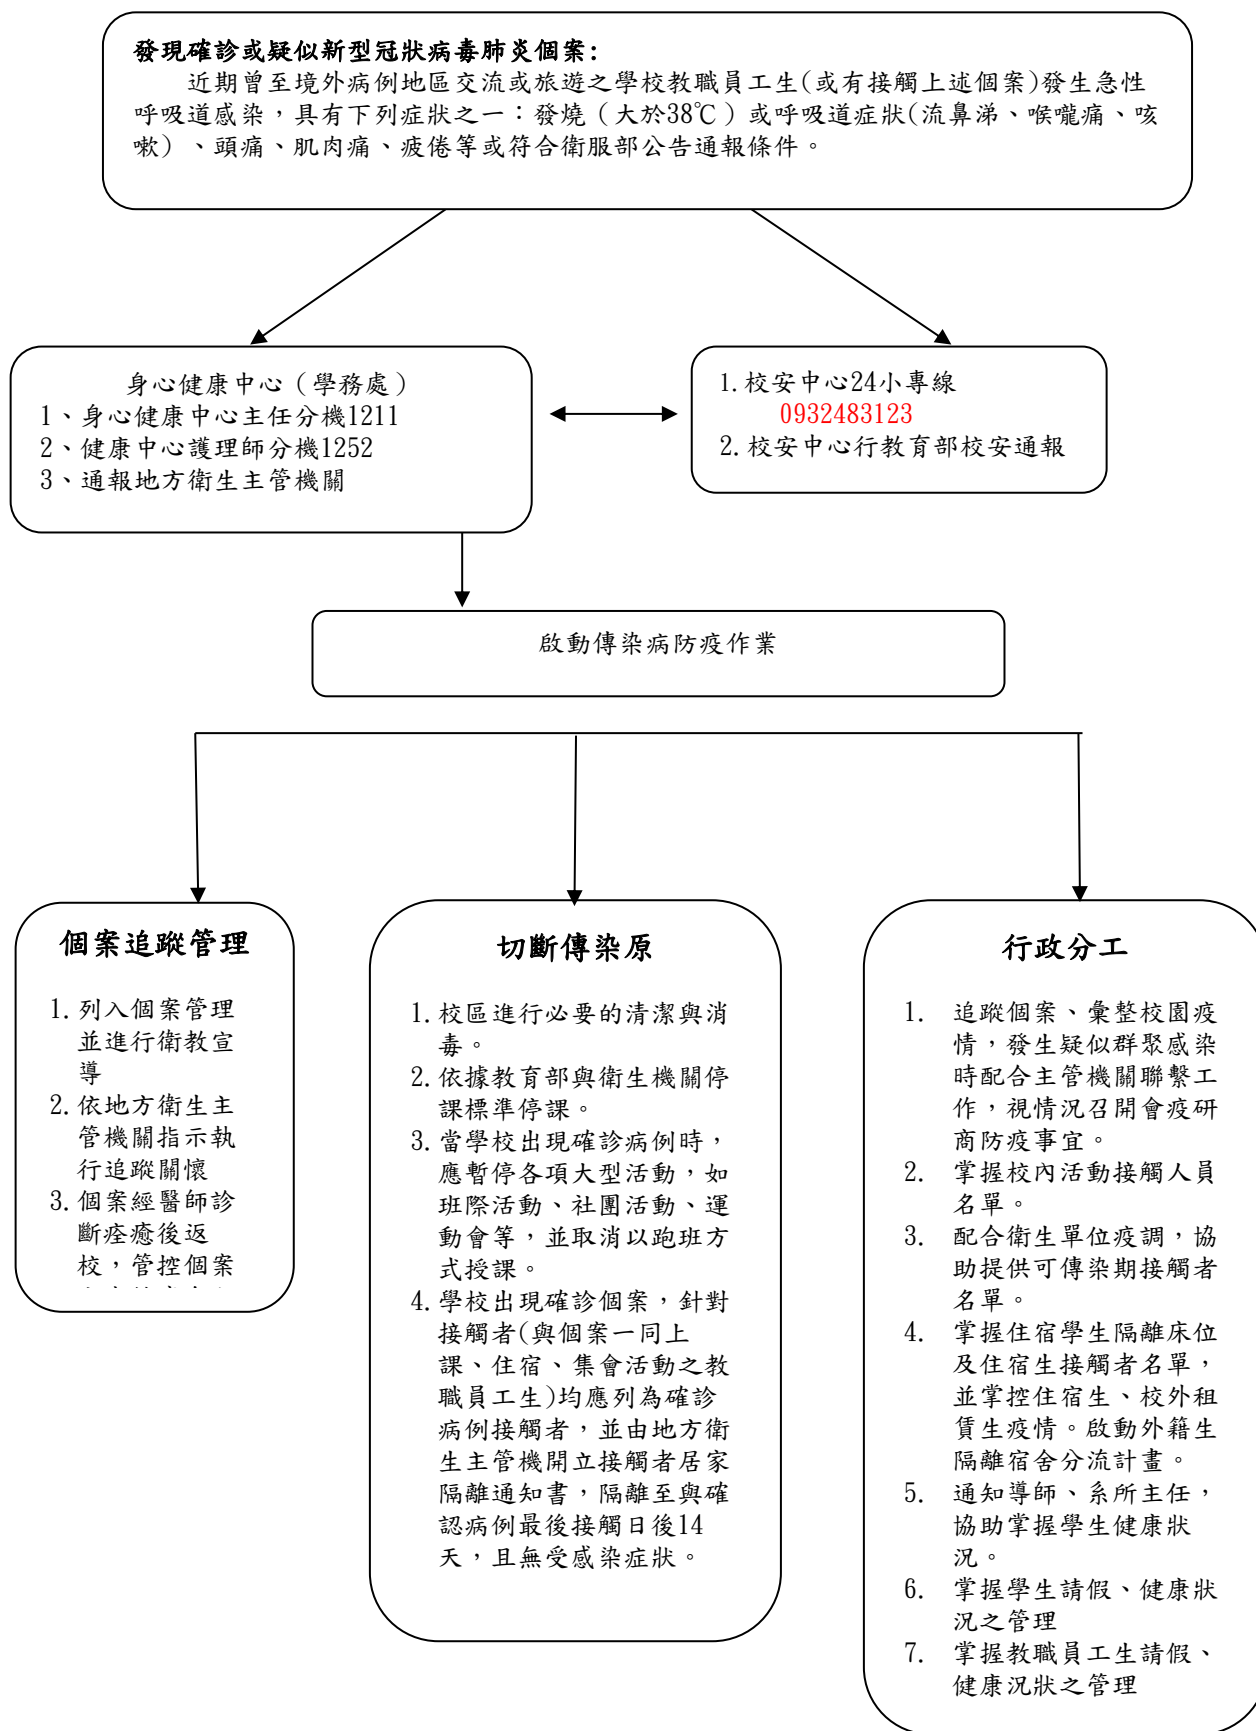 發現確診或疑似新型冠狀病毒肺炎個案:
近期曾至境外病例地區交流或旅遊之學校教職員工生(或有接觸上述個案)發生急性
呼吸道感染，具有下列症狀之一：發燒（大於38℃）或呼吸道症狀(流鼻涕、喉嚨痛、咳
嗽）、頭痛、肌肉痛、疲倦等或符合衛服部公告通報條件。
身心健康中心（學務處）
1、身心健康中心主任分機1211
2、健康中心護理師分機1252
3、通報地方衛生主管機關
1.校安中心24小專線
0932483123
2.校安中心行教育部校安通報
啟動傳染病防疫作業
個案追蹤管理
1.列入個案管理
並進行衛教宣
導
2.依地方衛生主
管機關指示執
行追蹤關懷
3.個案經醫師診
斷痊癒後返
校，管控個案
切斷傳染原
1.校區進行必要的清潔與消
毒。
2.依據教育部與衛生機關停
課標準停課。
3.當學校出現確診病例時，
應暫停各項大型活動，如
班際活動、社團活動、運
動會等，並取消以跑班方
式授課。
4.學校出現確診個案，針對
接觸者(與個案一同上
課、住宿、集會活動之教
職員工生)均應列為確診
病例接觸者，並由地方衛
生主管機開立接觸者居家
隔離通知書，隔離至與確
認病例最後接觸日後14
天，且無受感染症狀。
行政分工
1. 追蹤個案、彙整校園疫
情，發生疑似群聚感染
時配合主管機關聯繫工
作，視情況召開會疫研
商防疫事宜。
2. 掌握校內活動接觸人員
名單。
3. 配合衛生單位疫調，協
助提供可傳染期接觸者
名單。
4. 掌握住宿學生隔離床位
及住宿生接觸者名單，
並掌控住宿生、校外租
賃生疫情。啟動外籍生
隔離宿舍分流計畫。
5. 通知導師、系所主任，
協助掌握學生健康狀
況。
6. 掌握學生請假、健康狀
況之管理
7. 掌握教職員工生請假、
健康況狀之管理